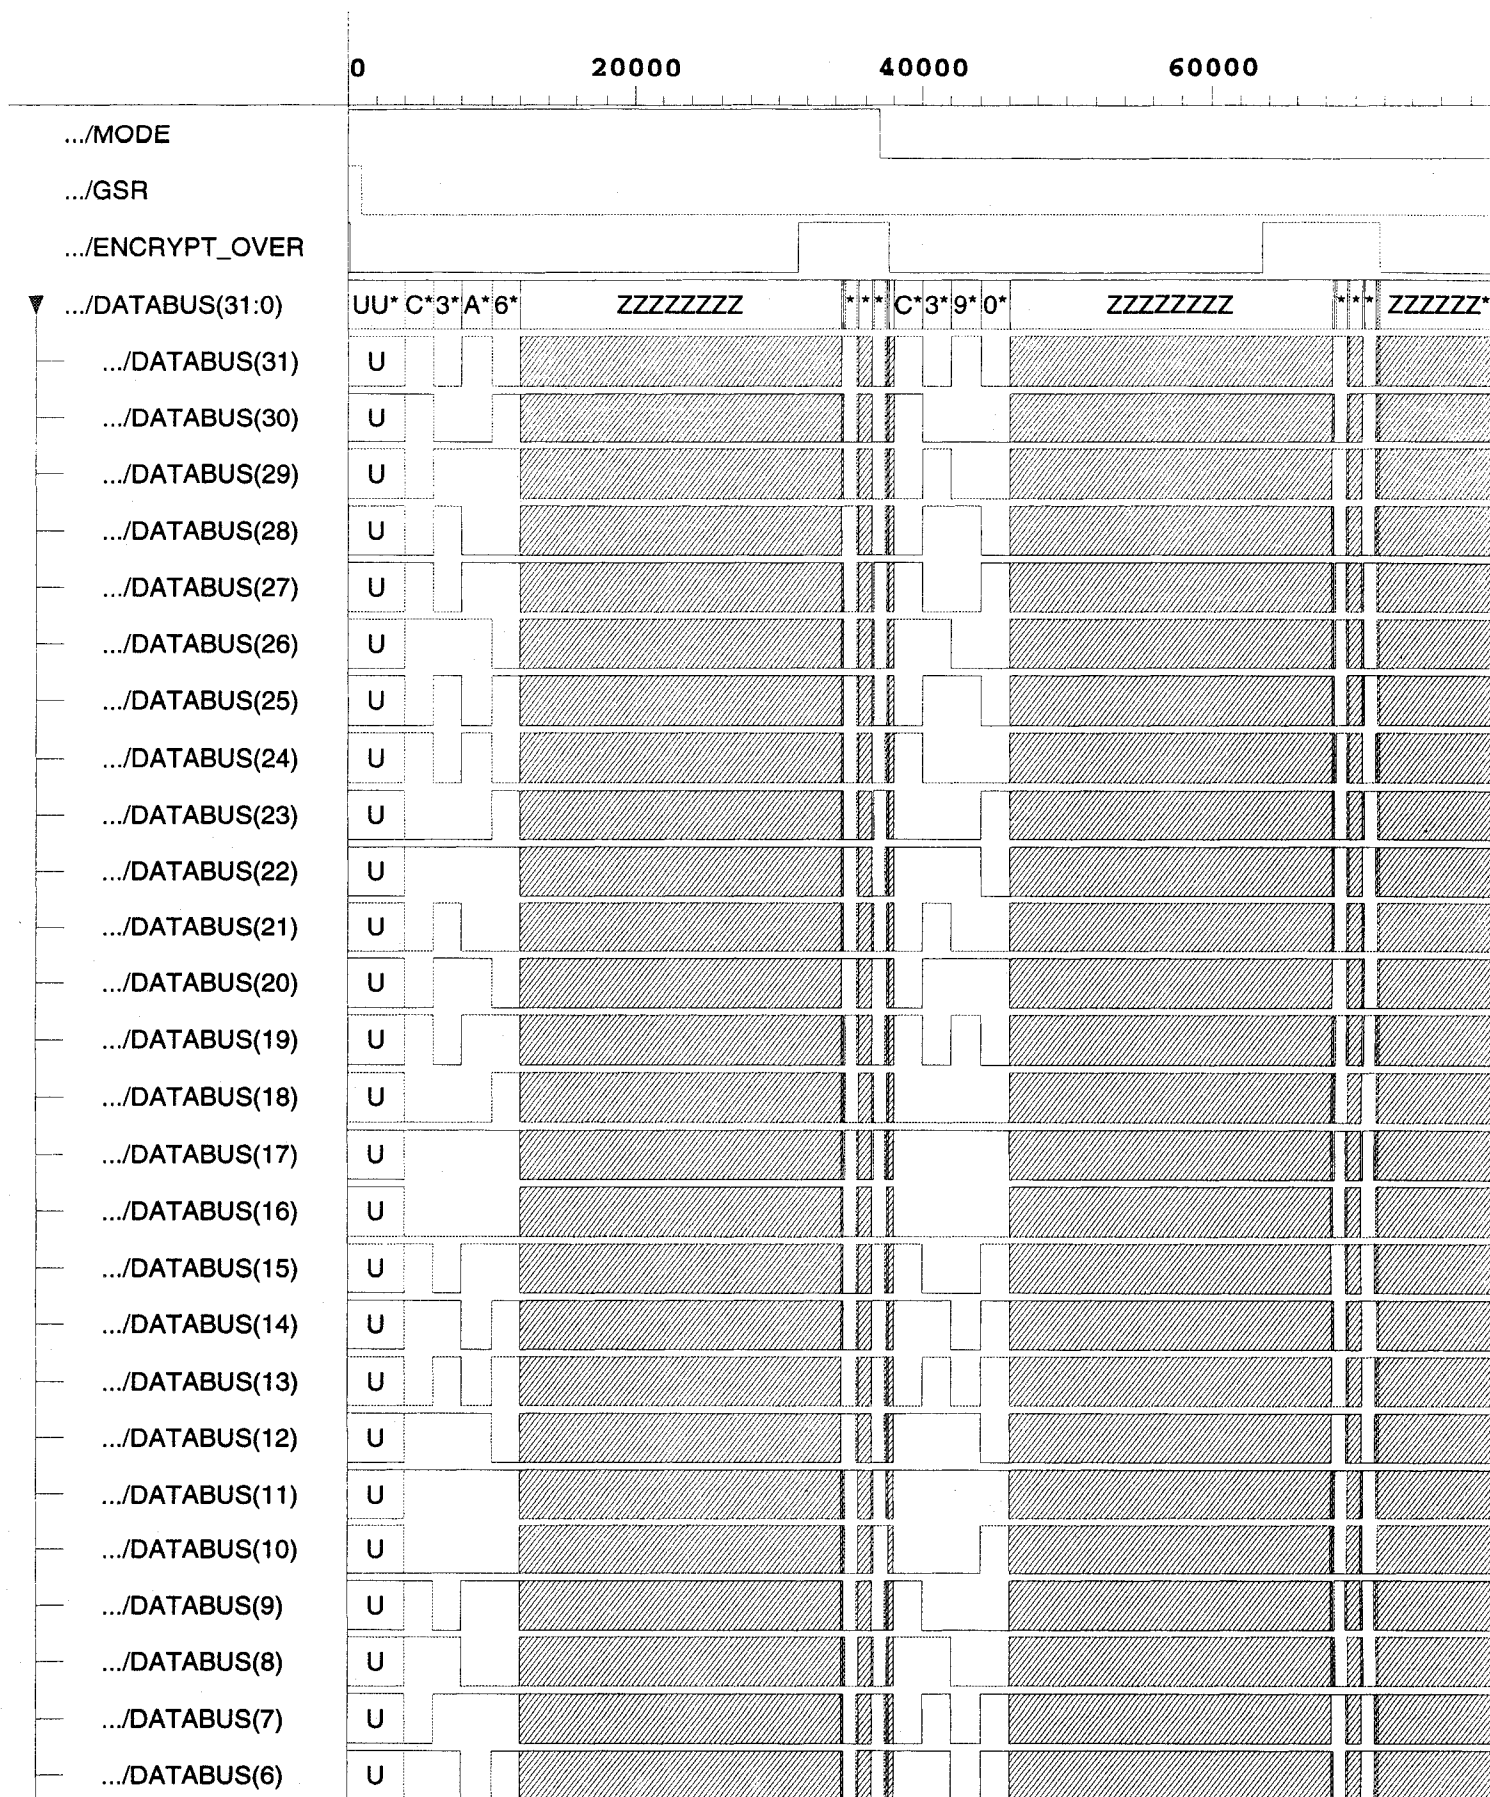 0 20000 40000 60000
.../MODE
.../GSR
.../ENCRYPT_OVER
.../DATABUS(31:0) UU* C* 3* A* 6* ZZZZZZZZ * * * C* 3* 9* 0* ZZZZZZZZ * * * ZZZZZZ*
.../DATABUS(31) U
.../DATABUS(30) U
.../DATABUS(29) U
.../DATABUS(28) U
.../DATABUS(27) U
.../DATABUS(26) U
.../DATABUS(25) U
.../DATABUS(24) U
.../DATABUS(23) U
.../DATABUS(22) U
.../DATABUS(21) U
.../DATABUS(20) U
.../DATABUS(19) U
.../DATABUS(18) U
.../DATABUS(17) U
.../DATABUS(16) U
.../DATABUS(15) U
.../DATABUS(14) U
.../DATABUS(13) U
.../DATABUS(12) U
.../DATABUS(11) U
.../DATABUS(10) U
.../DATABUS(9) U
.../DATABUS(8) U
.../DATABUS(7) U
.../DATABUS(6) U